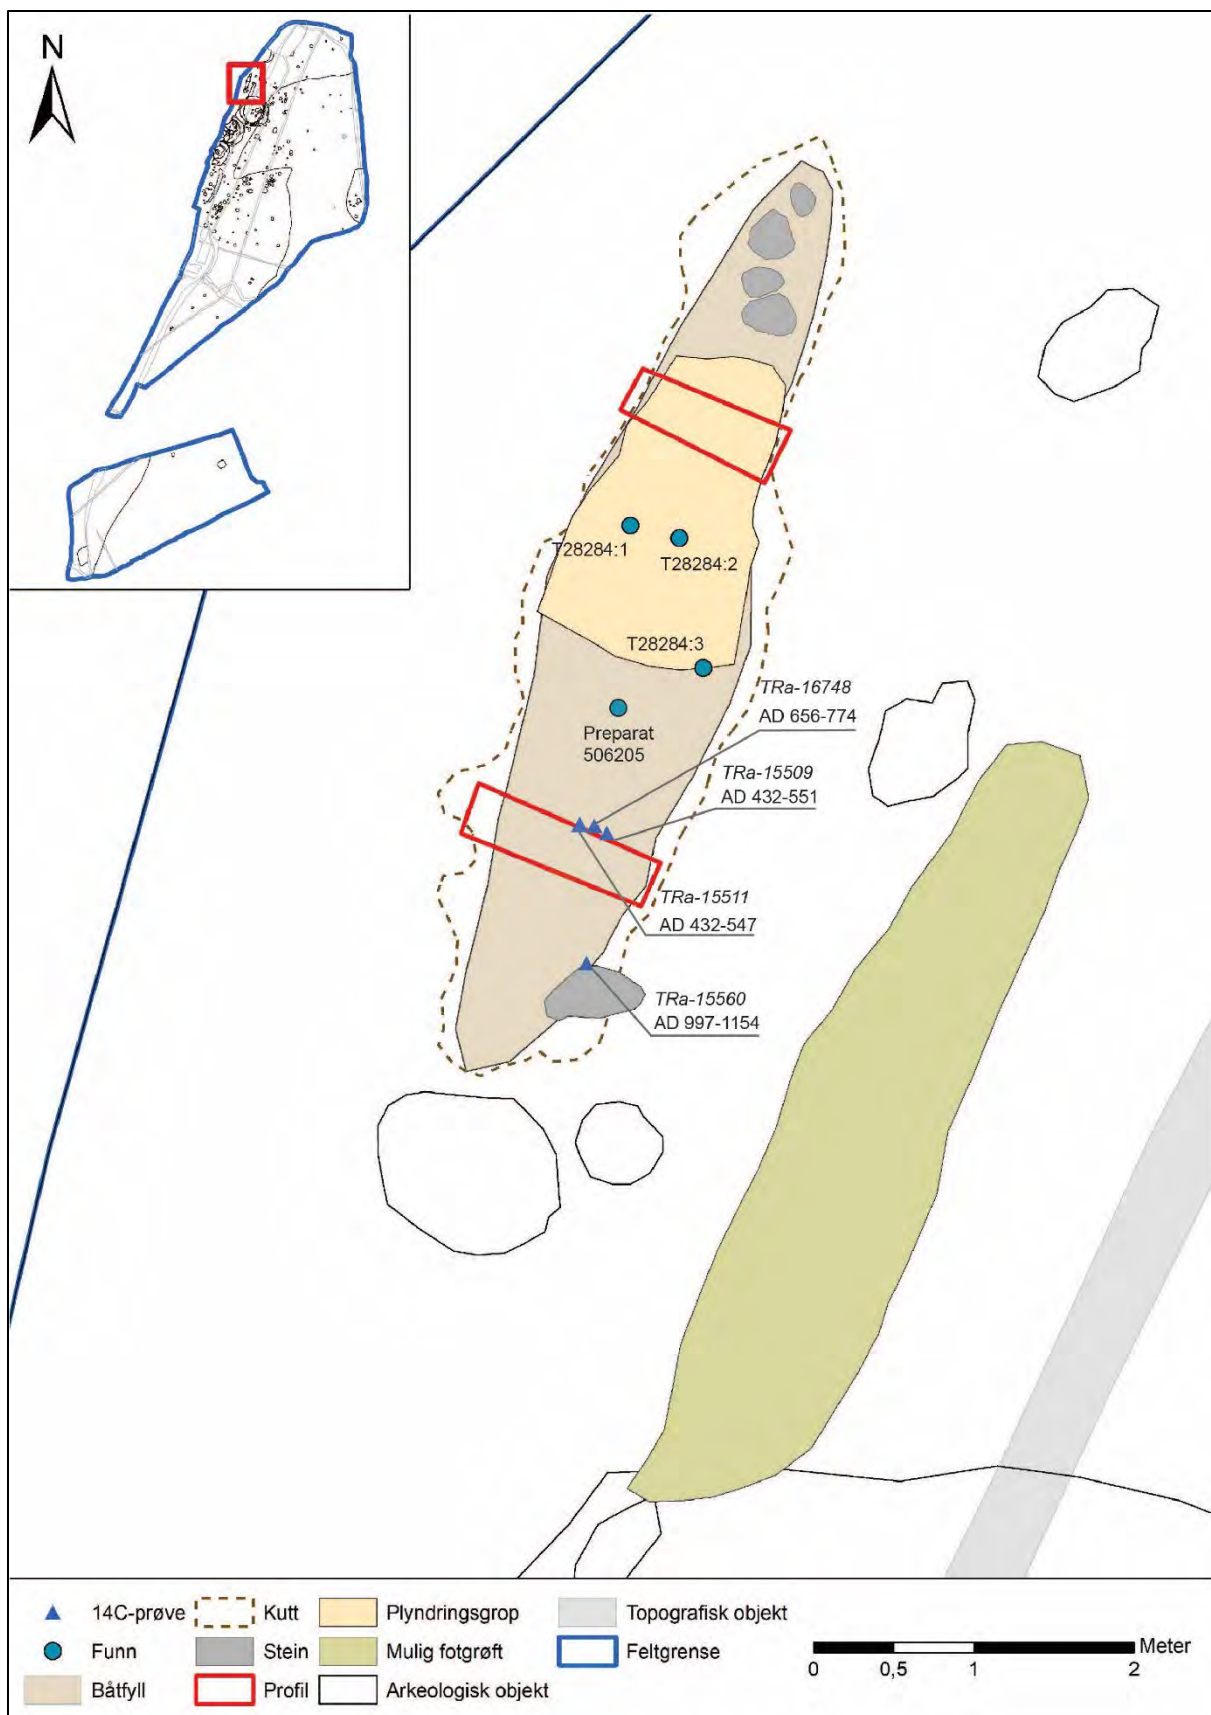 N
T28284:1
T28284:2
T28284:3
TRa-16748
AD 656-774
Preparat
506205
TRa-15509
AD 432-551
TRa-15511
AD 432-547
TRa-15560
AD 997-1154
14C-prøve
Kutt
Plyndringsgrop
Topografisk objekt
Funn
Stein
Mulig fotgrøft
Feltgrense
Båtfyll
Profil
Arkeologisk objekt
Meter
0
0,5
1
2